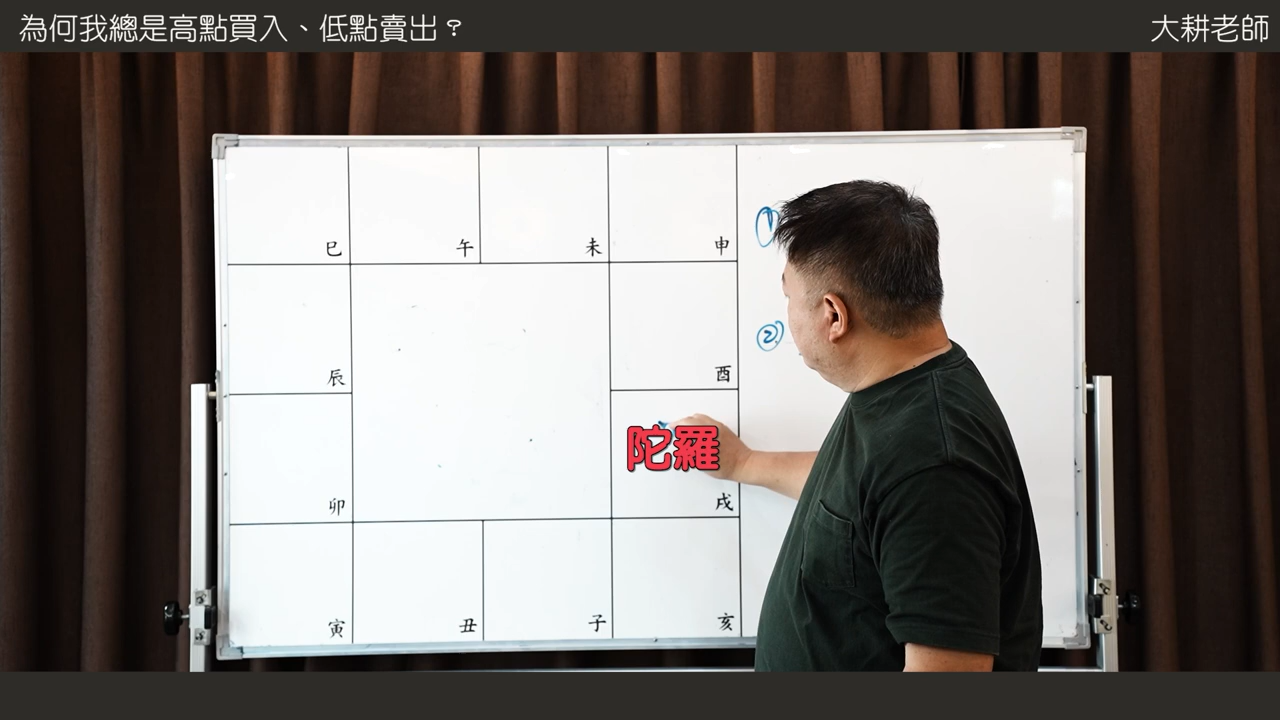 為何我總是高點買入、低點賣出？
大耕老師
①
巳
午
未
申
②
辰
酉
陀羅
卯
戌
寅
丑
子
亥